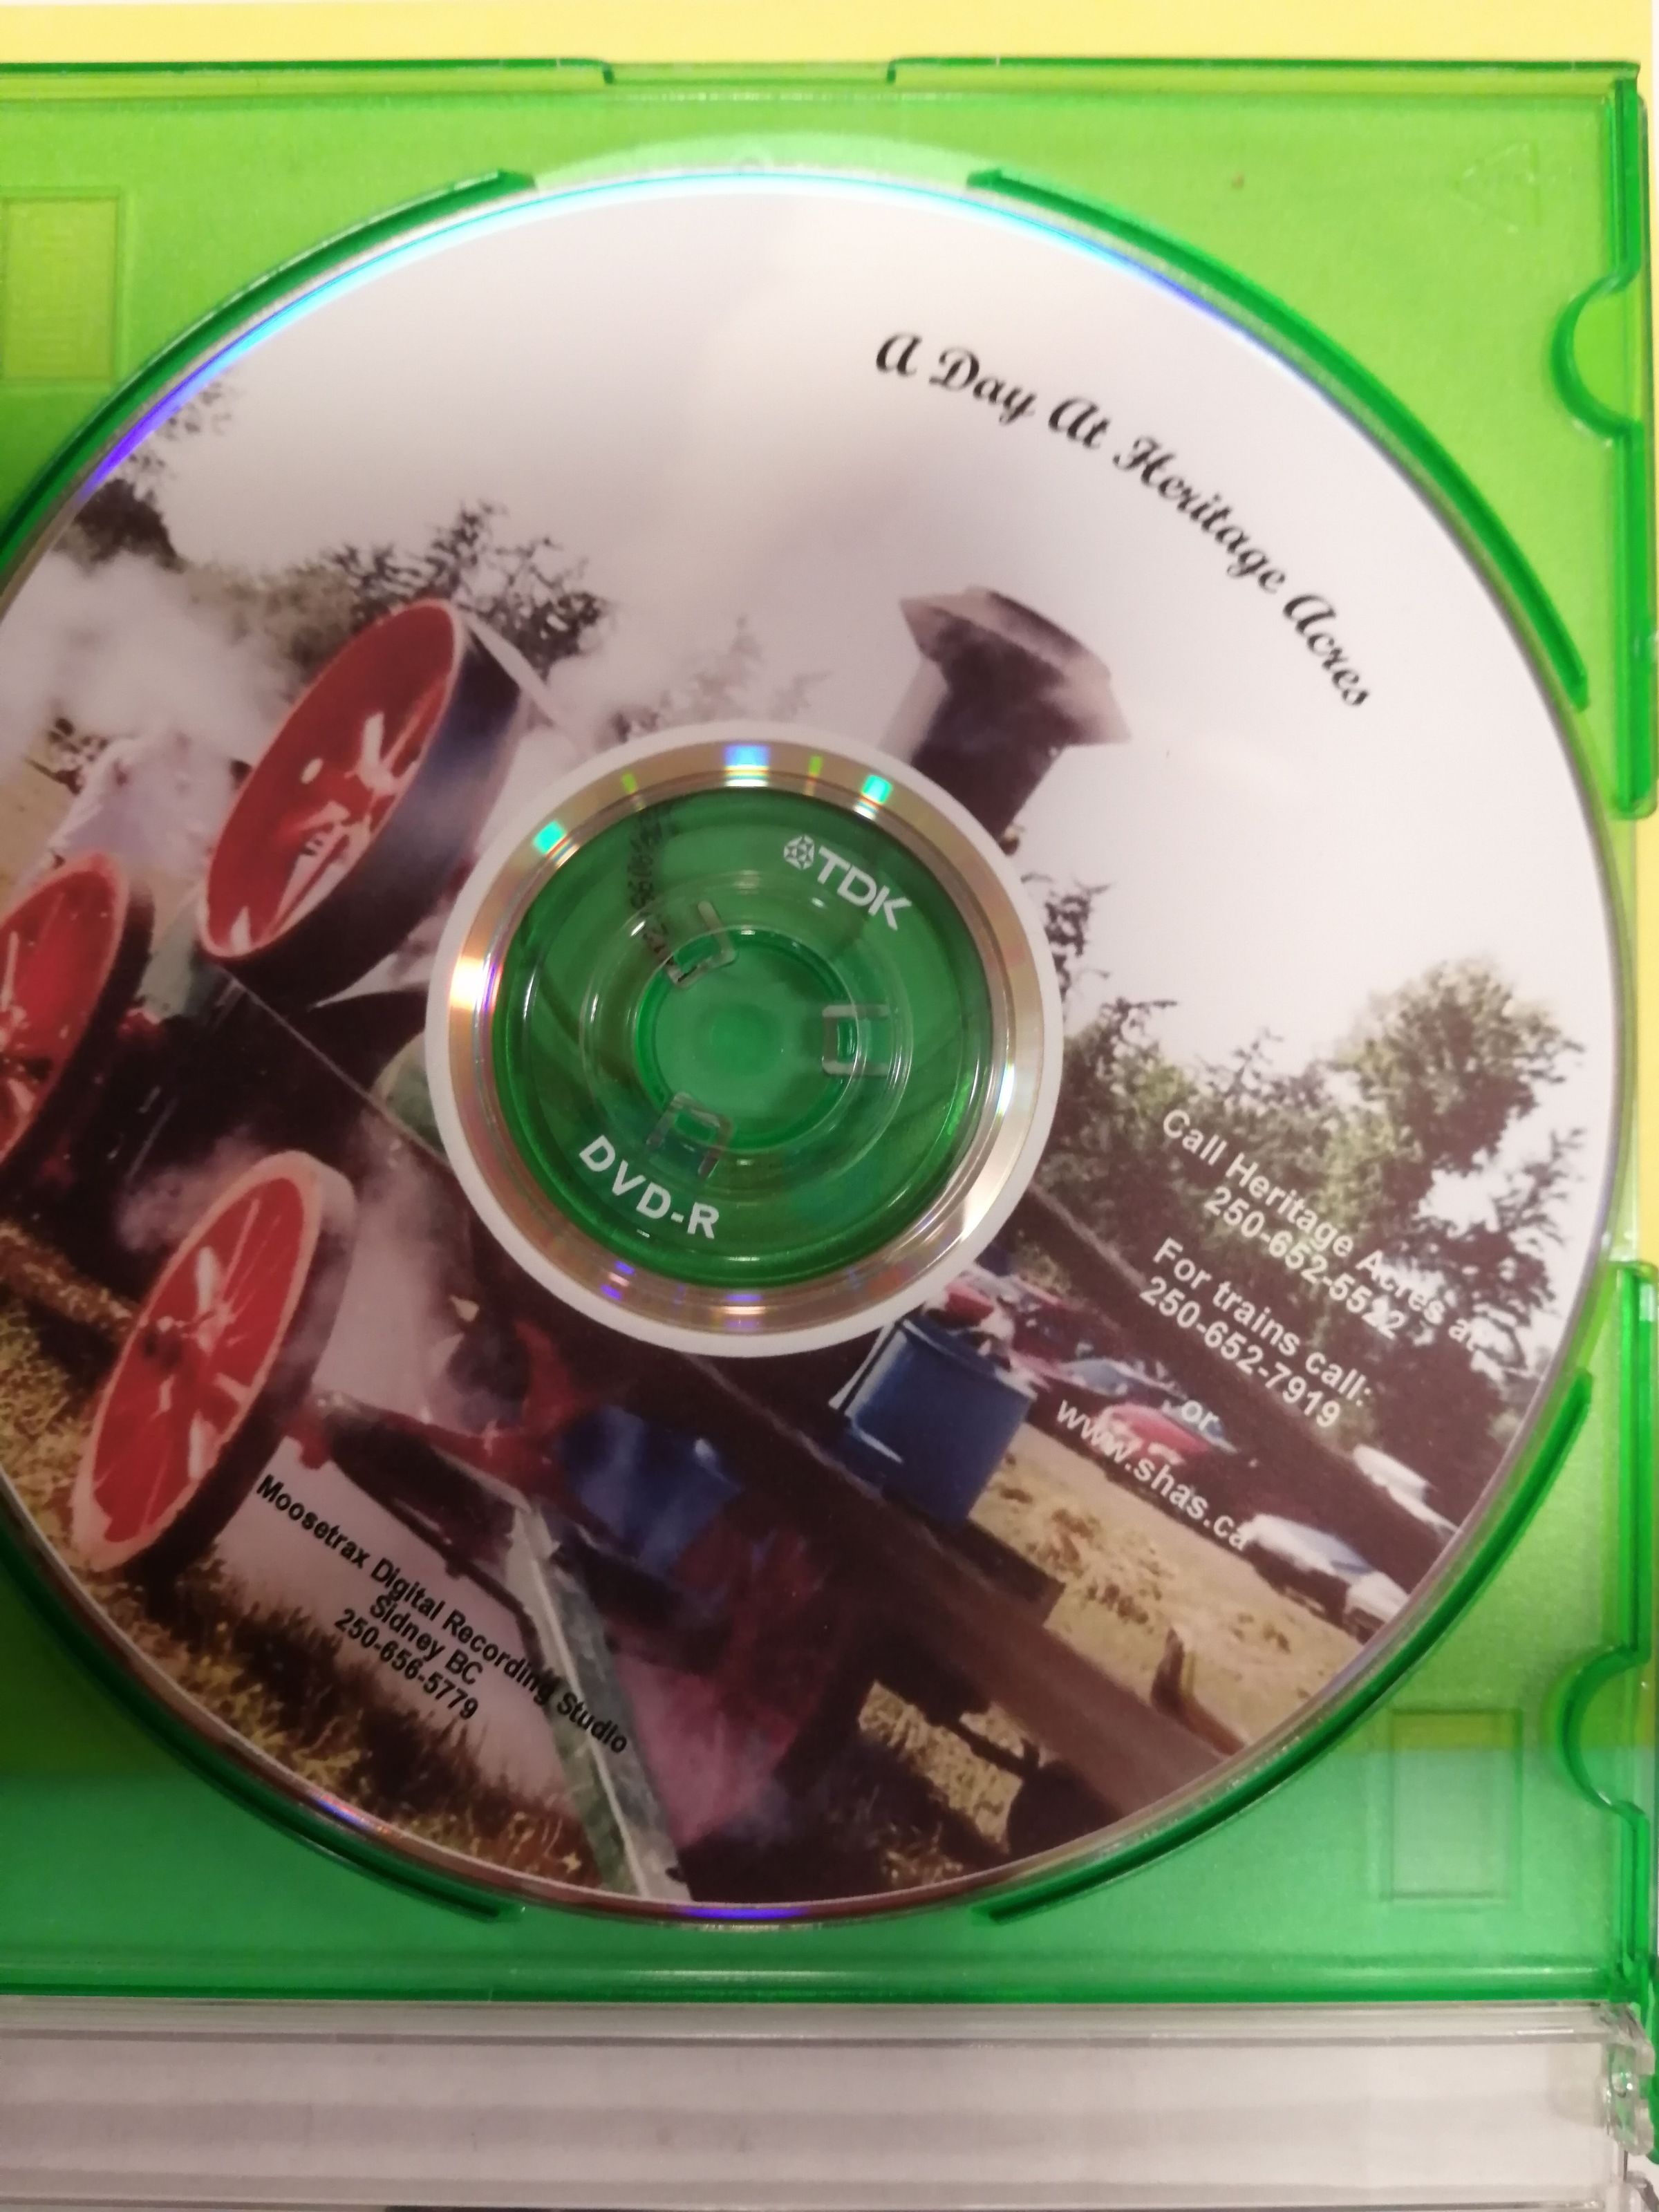 A Day At Heritage Acres
TDK
DVD-R
Call Heritage Acres at:
250-652-5522
For trains call:
250-652-7919
or
www.shas.ca
Moosetrax Digital Recording Studio
Sidney BC
250-656-5779